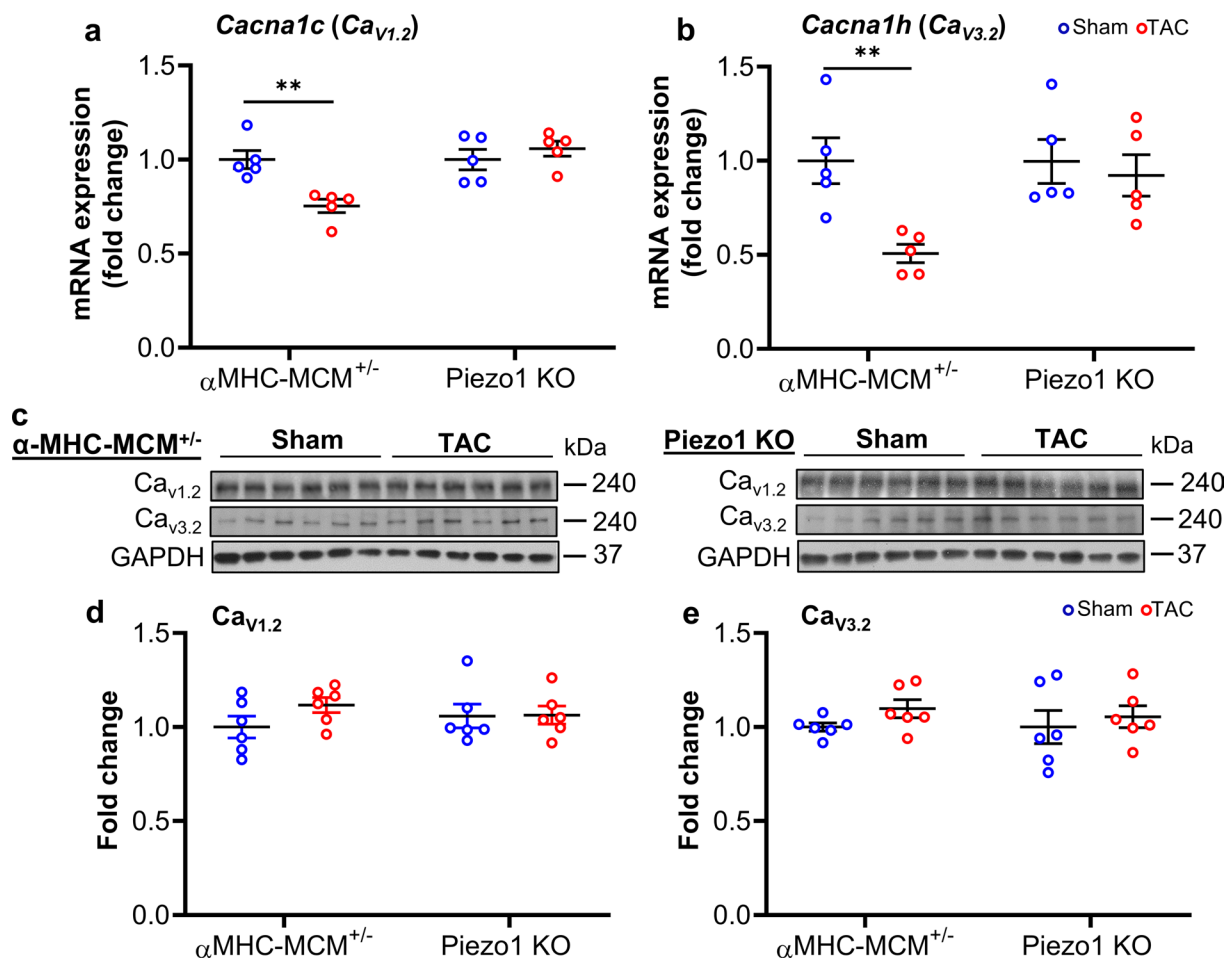 a
Cacna1c (CaV1.2)
1.5
1.0
0.5
0.0
mRNA expression
(fold change)
**
αMHC-MCM+/-
Piezo1 KO
b
Cacna1h (CaV3.2)
Sham TAC
1.5
1.0
0.5
0.0
mRNA expression
(fold change)
**
αMHC-MCM+/-
Piezo1 KO
c
α-MHC-MCM+/-
Sham TAC kDa
Cav1.2 240
Cav3.2 240
GAPDH 37
Piezo1 KO
Sham TAC kDa
Cav1.2 240
Cav3.2 240
GAPDH 37
d
CaV1.2
1.5
1.0
0.5
0.0
Fold change
αMHC-MCM+/-
Piezo1 KO
e
CaV3.2
Sham TAC
1.5
1.0
0.5
0.0
Fold change
αMHC-MCM+/-
Piezo1 KO